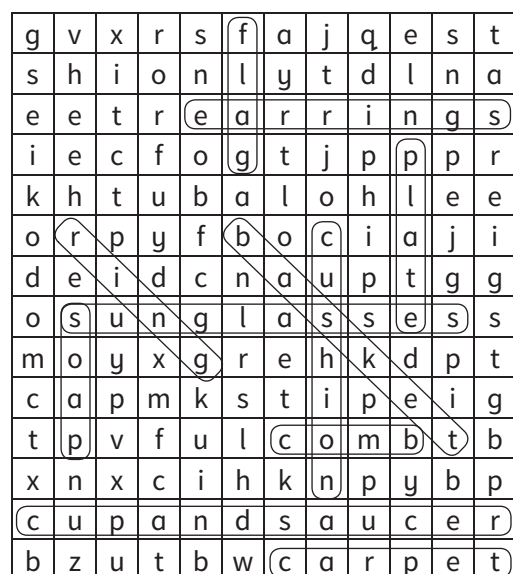 g v x r s f a j q e s t
s h i o n l y t d l n a
e e t r e a r r i n g s
i e c f o g t j p p p r
k h t u b a l o h l e e
o r p y f b o c i a j i
d e i d c n a u p t g g
o s u n g l a s s e s s
m o y x g r e h k d p t
c a p m k s t i p e i g
t p v f u l c o m b t b
x n x c i h k n p y b p
c u p a n d s a u c e r
b z u t b w c a r p e t